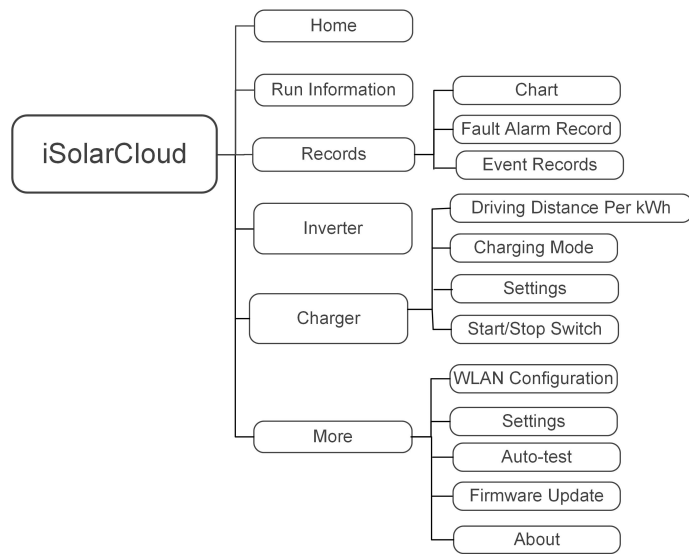 iSolarCloud
Home
Run Information
Records
Chart
Fault Alarm Record
Event Records
Inverter
Charger
Driving Distance Per kWh
Charging Mode
Settings
Start/Stop Switch
More
WLAN Configuration
Settings
Auto-test
Firmware Update
About